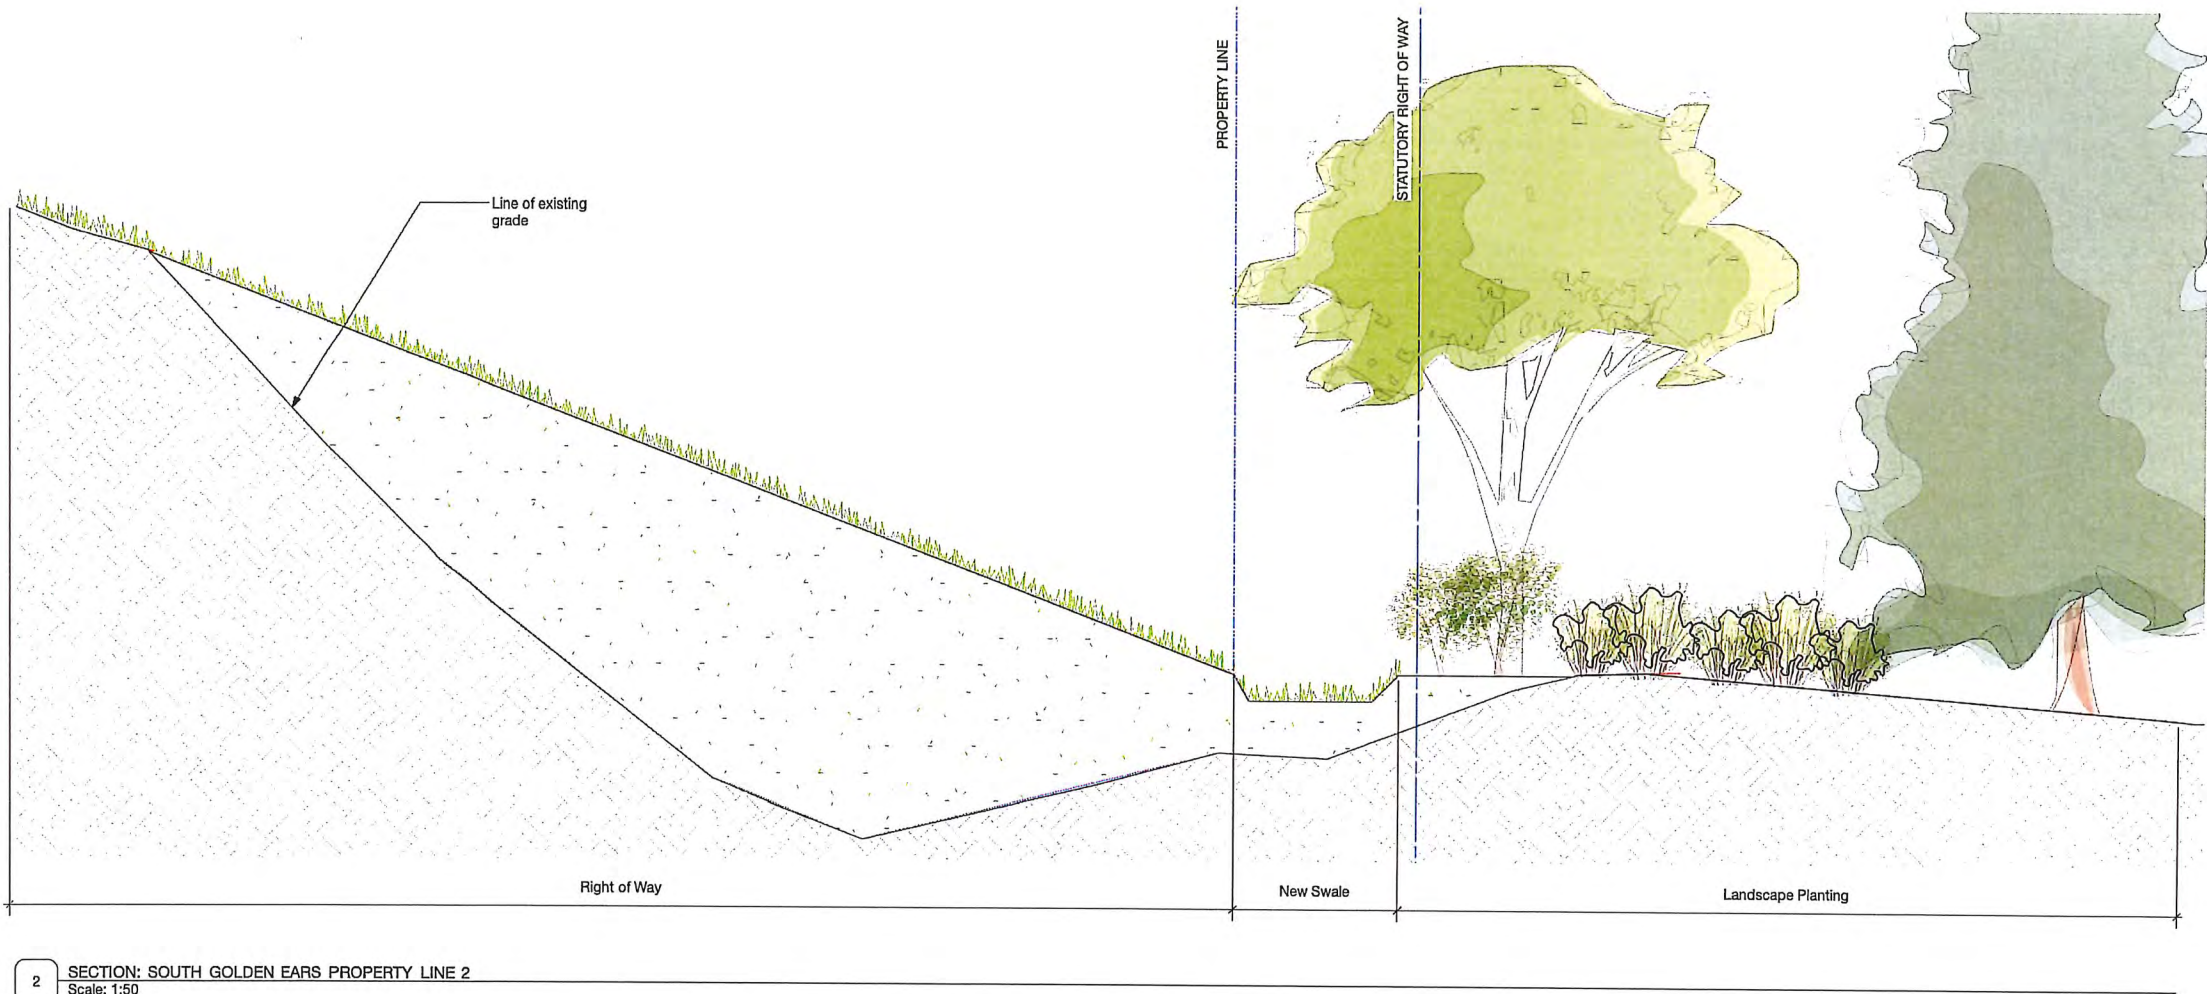 PROPERTY LINE
STATUTORY RIGHT OF WAY
Line of existing
grade
Right of Way
New Swale
Landscape Planting
2
SECTION: SOUTH GOLDEN EARS PROPERTY LINE 2
Scale: 1:50